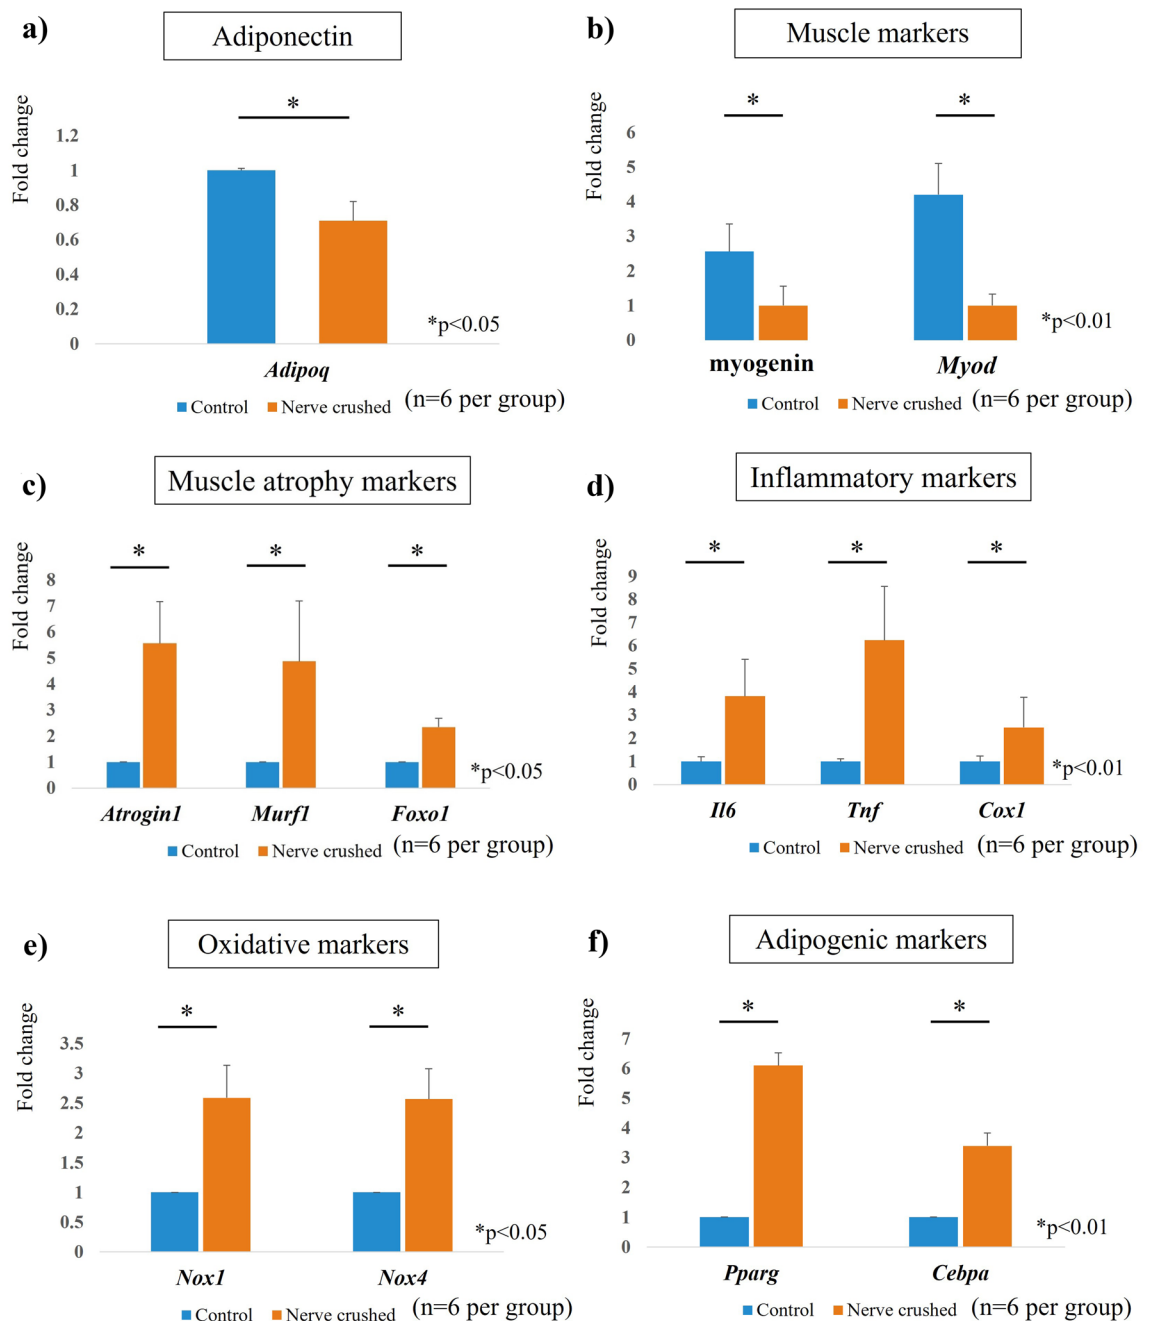 a)
Adiponectin
Fold change
*
1.2
1
0.8
0.6
0.4
0.2
0
*p<0.05
Adipoq
Control Nerve crushed (n=6 per group)
b)
Muscle markers
Fold change
* *
6
5
4
3
2
1
0
*p<0.01
myogenin Myod
Control Nerve crushed (n=6 per group)
c)
Muscle atrophy markers
Fold change
* * *
8
7
6
5
4
3
2
1
0
*p<0.05
Atrogin1 Murf1 Foxo1
Control Nerve crushed (n=6 per group)
d)
Inflammatory markers
Fold change
* * *
9
8
7
6
5
4
3
2
1
0
*p<0.01
Il6 Tnf Cox1
Control Nerve crushed (n=6 per group)
e)
Oxidative markers
Fold change
* *
3.5
3
2.5
2
1.5
1
0.5
0
*p<0.05
Nox1 Nox4
Control Nerve crushed (n=6 per group)
f)
Adipogenic markers
Fold change
* *
7
6
5
4
3
2
1
0
*p<0.01
Pparg Cebpa
Control Nerve crushed (n=6 per group)